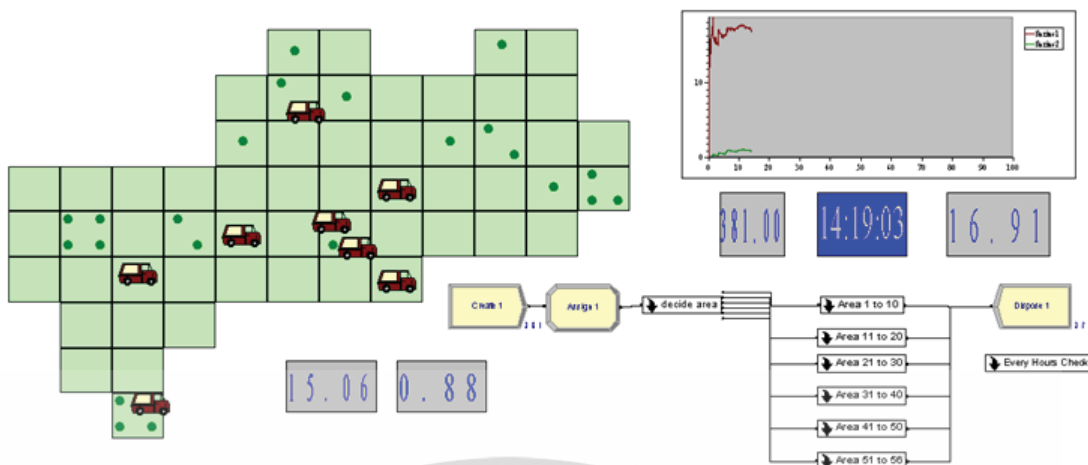 10
0
0 10 20 30 40 50 60 70 80 90 100
381.00
14:19:03
16.91
Create 1
381
Assign 1
decide area
Area 1 to 10
Area 11 to 20
Area 21 to 30
Area 31 to 40
Area 41 to 50
Area 51 to 56
Dispose 1
Every Hours Check
15.06
0.88